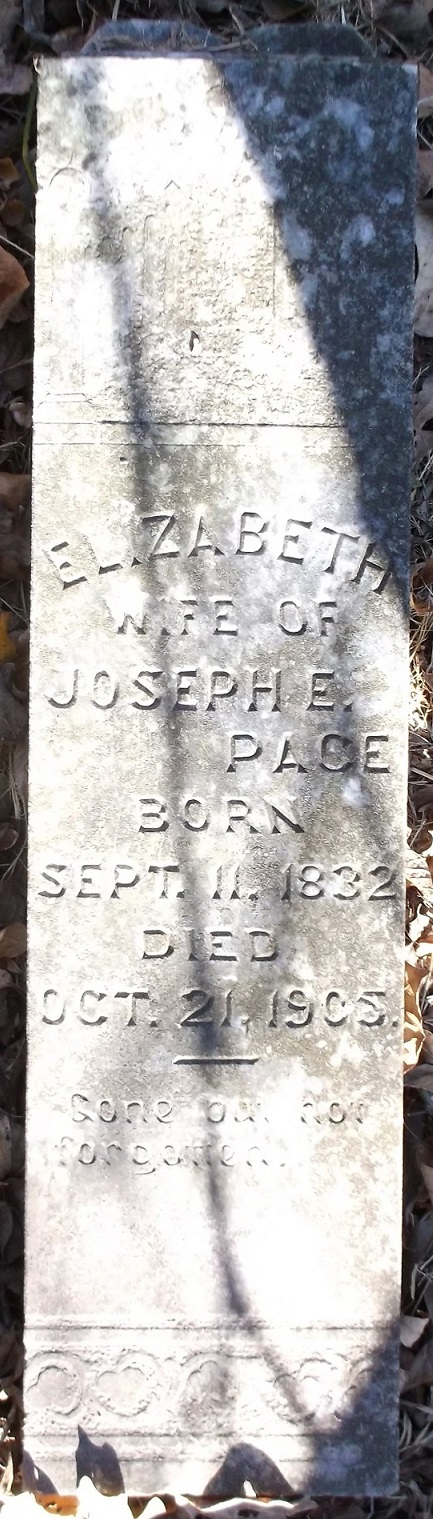 ELIZABETH
WIFE OF
JOSEPH E.
PACE
BORN
SEPT. 11. 1832
DIED
OCT. 21, 1905.
Gone but not
forgotten.